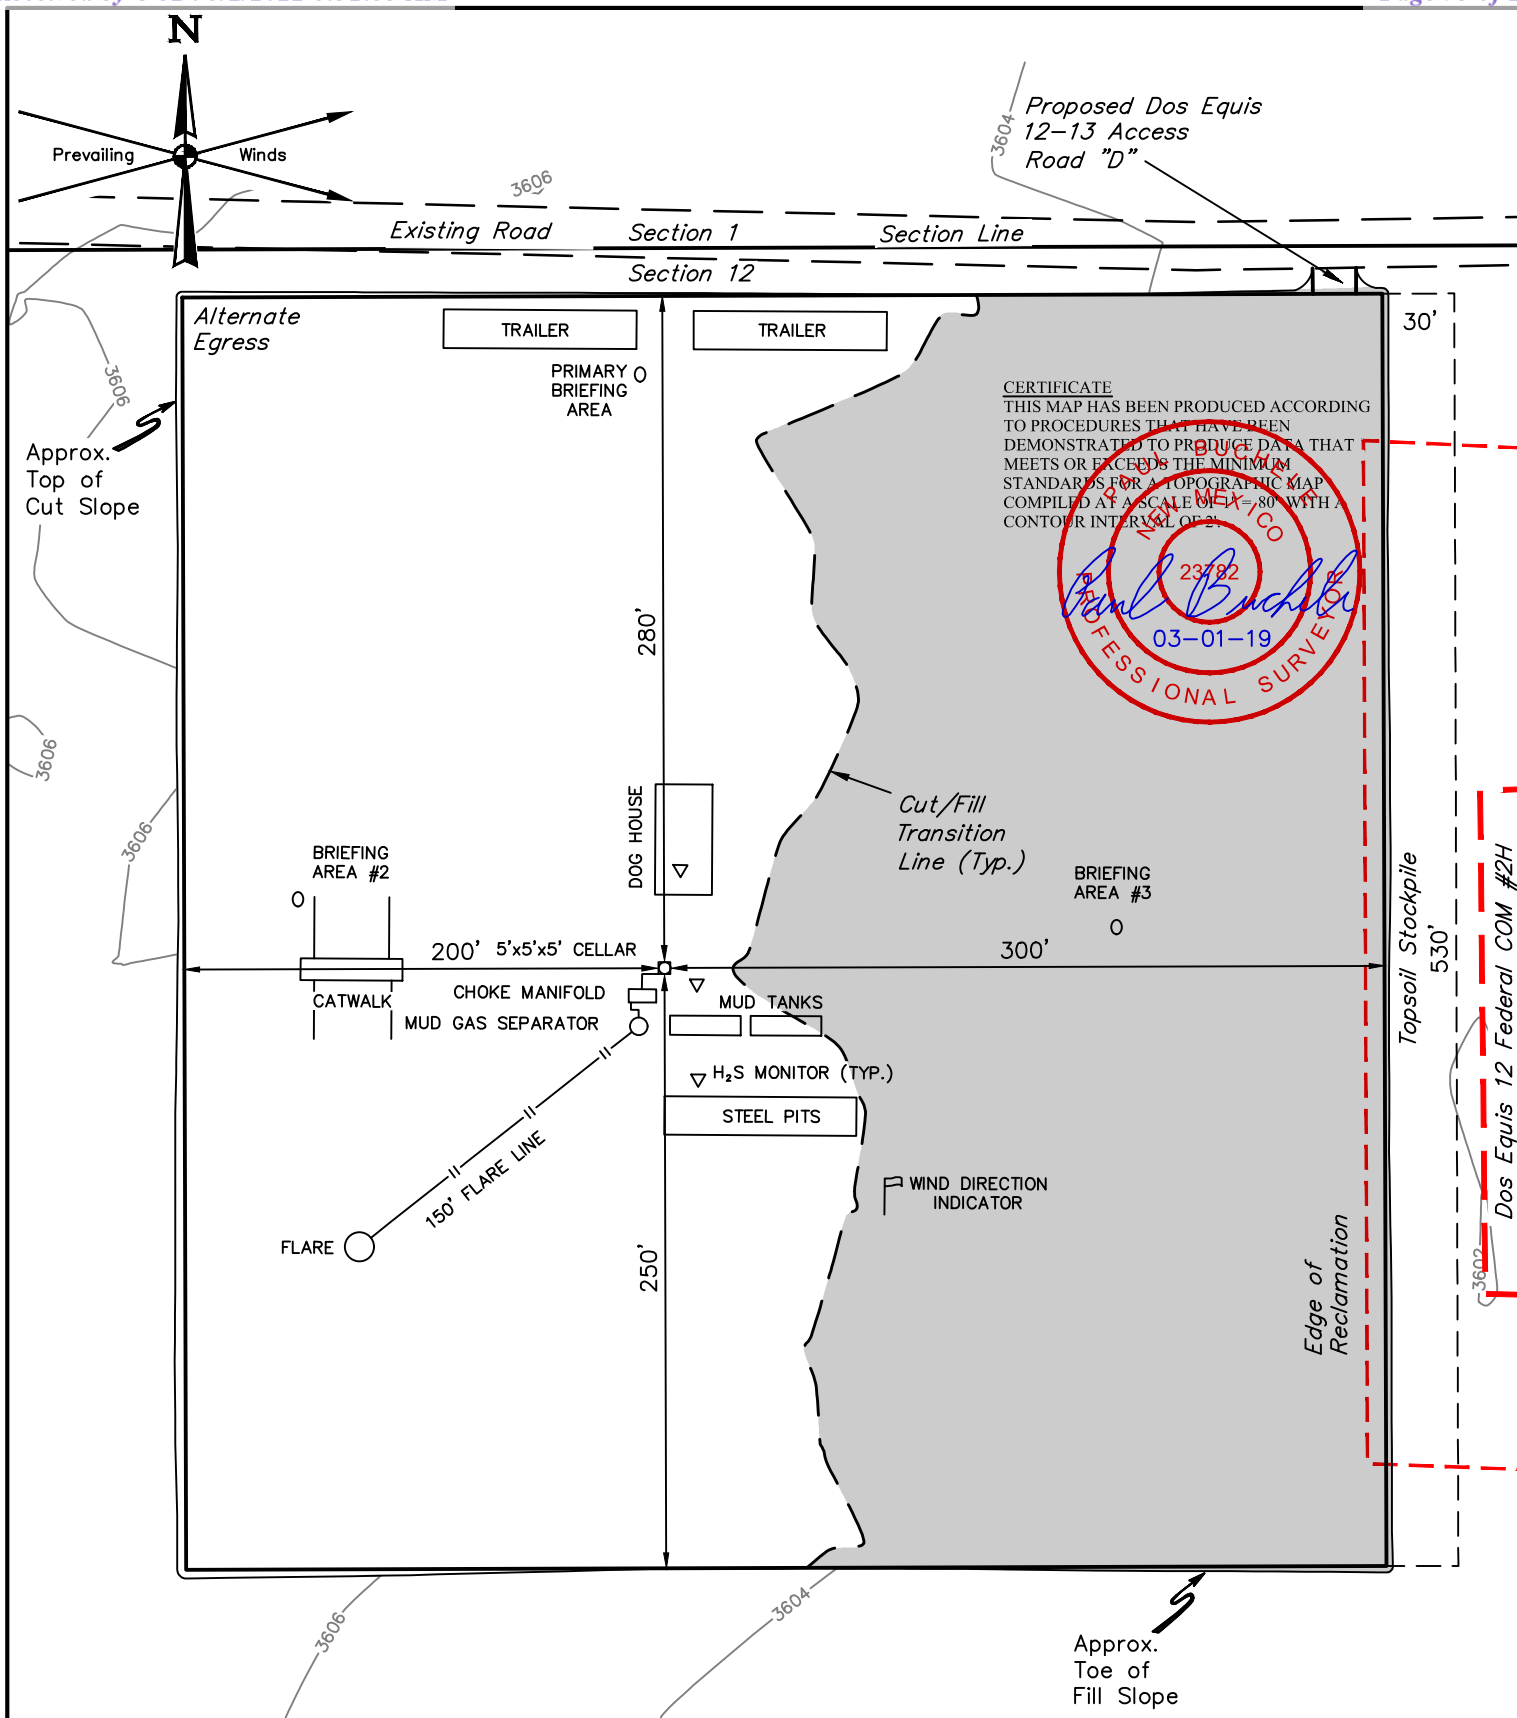 N
Prevailing
Winds
3606
3604
Proposed Dos Equis
12-13 Access
Road "D"
Existing Road
Section 1
Section Line
Section 12
Alternate
Egress
TRAILER
TRAILER
30'
PRIMARY
BRIEFING
AREA
3606
Approx.
Top of
Cut Slope
CERTIFICATE
THIS MAP HAS BEEN PRODUCED ACCORDING
TO PROCEDURES THAT HAVE BEEN
DEMONSTRATED TO PRODUCE DATA THAT
MEETS OR EXCEEDS THE MINIMUM
STANDARDS FOR A TOPOGRAPHIC MAP
COMPILED AT A SCALE OF 1" = 80' WITH A
CONTOUR INTERVAL OF 2'.
PAUL BUCHELE
NEW MEXICO
23782
Paul Buchele
03-01-19
PROFESSIONAL SURVEYOR
280'
3606
3606
DOG HOUSE
Cut/Fill
Transition
Line (Typ.)
BRIEFING
AREA #2
BRIEFING
AREA #3
200'
5'x5'x5' CELLAR
300'
Topsoil Stockpile
530'
Dos Equis 12 Federal COM #2H
CATWALK
CHOKE MANIFOLD
MUD GAS SEPARATOR
MUD TANKS
H₂S MONITOR (TYP.)
STEEL PITS
150' FLARE LINE
WIND DIRECTION
INDICATOR
FLARE
250'
Edge of
Reclamation
3602
3606
3604
Approx.
Toe of
Fill Slope